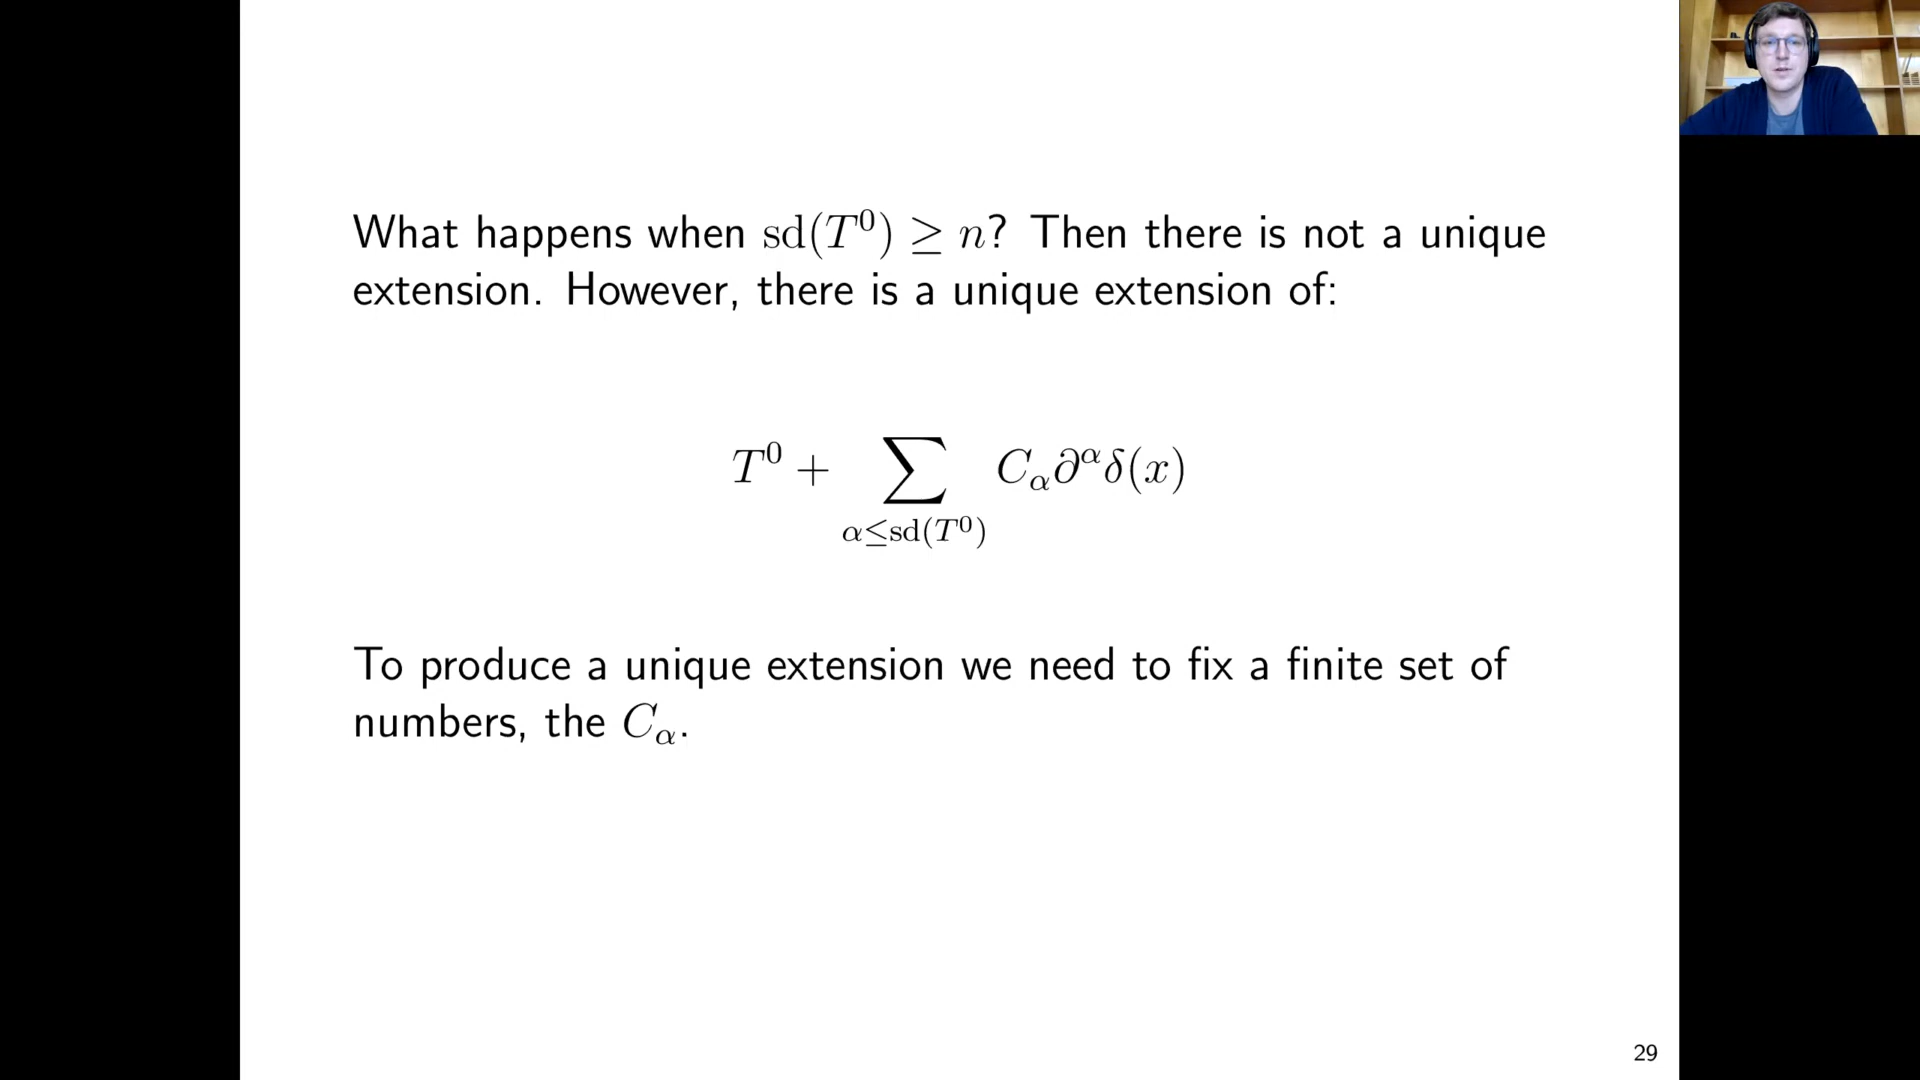 What happens when sd(T⁰) ≥ n? Then there is not a unique
extension. However, there is a unique extension of:
T⁰ + ∑ C_α ∂^α δ(x)
α≤sd(T⁰)
To produce a unique extension we need to fix a finite set of
numbers, the C_α.
29